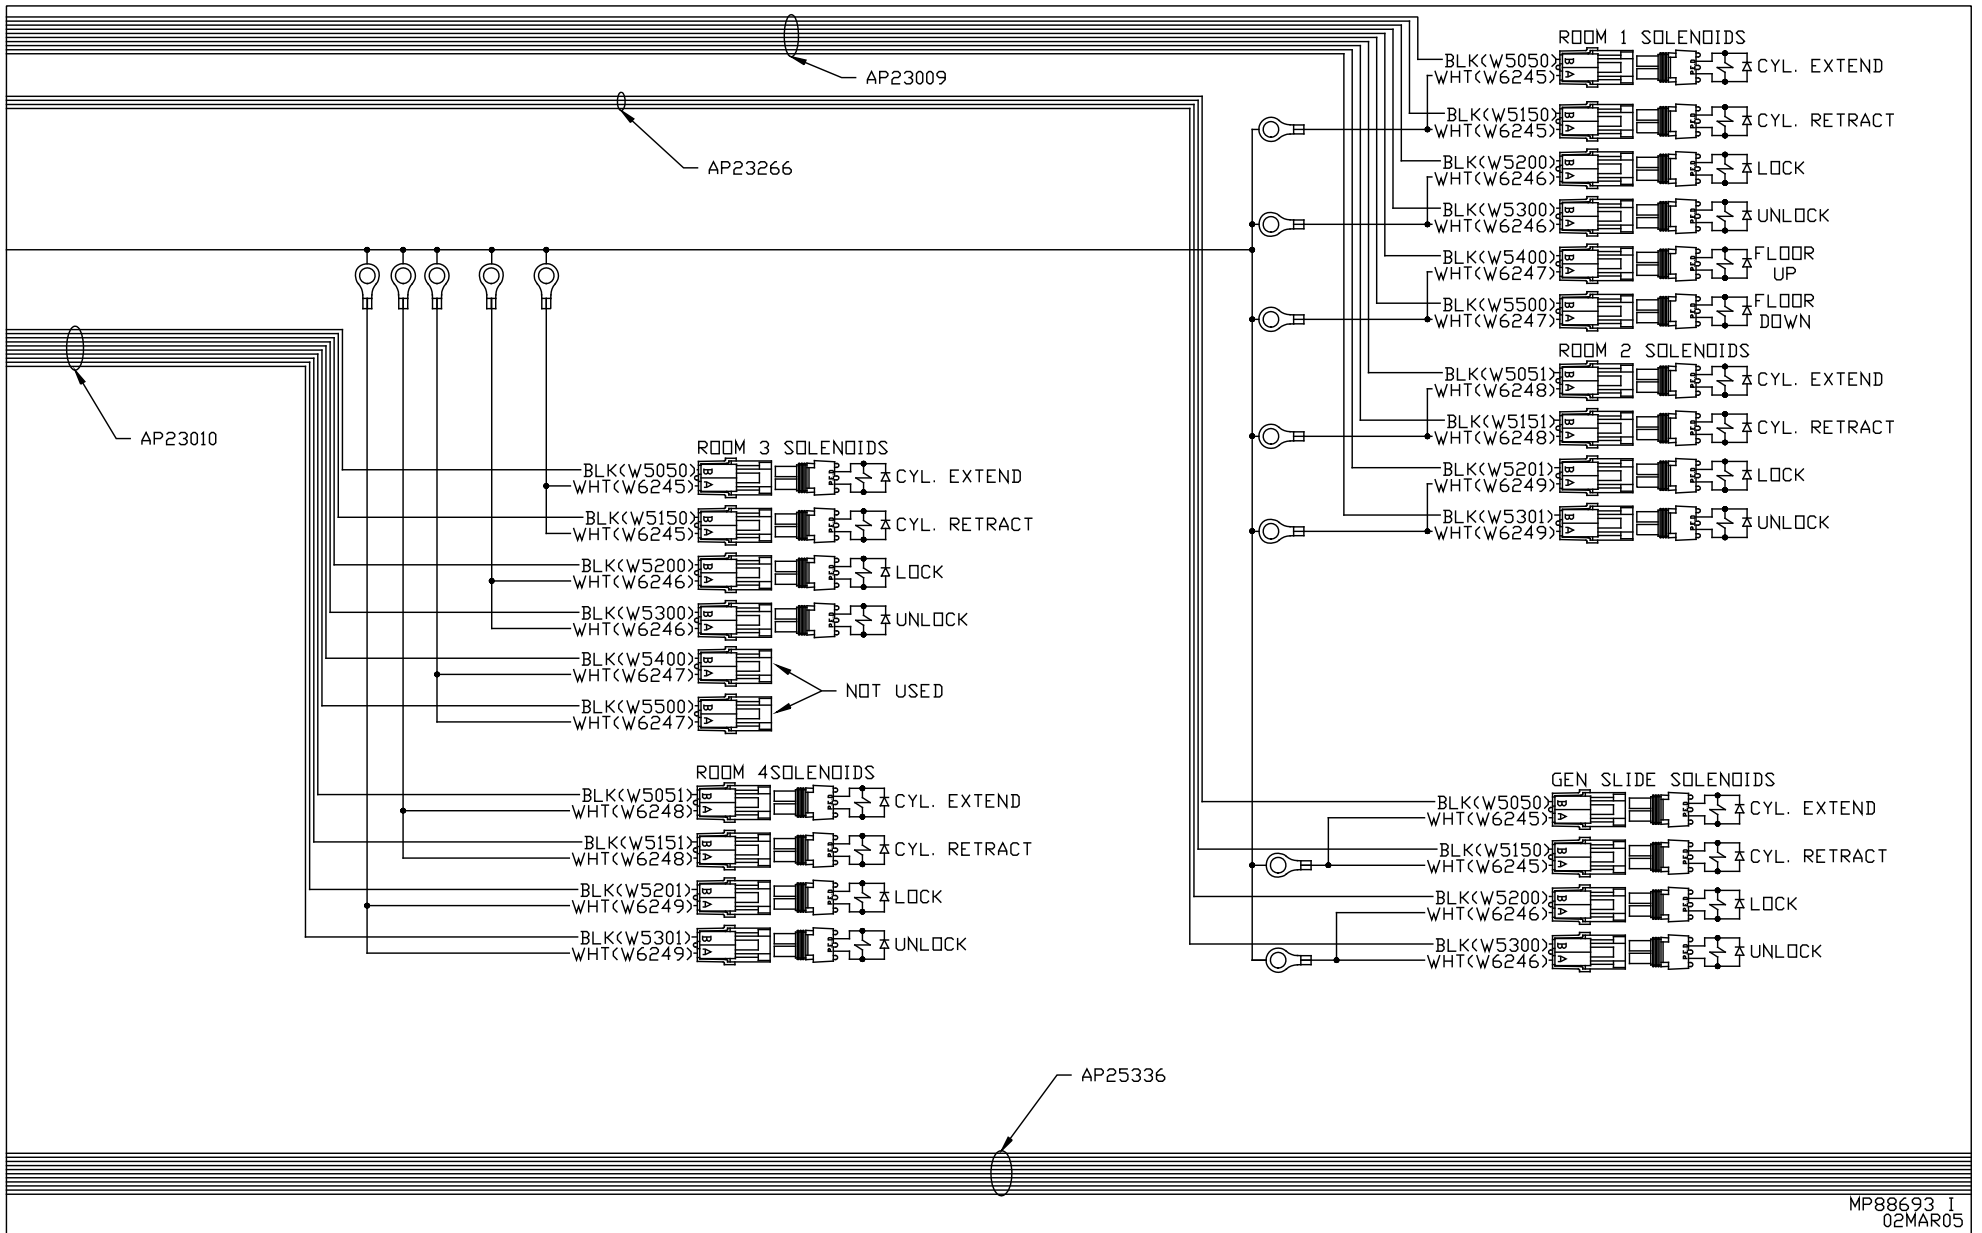 AP23009
AP23266
ROOM 1 SOLENOIDS
BLK(W5050) B
WHT(W6245) A
CYL. EXTEND
BLK(W5150) B
WHT(W6245) A
CYL. RETRACT
BLK(W5200) B
WHT(W6246) A
LOCK
BLK(W5300) B
WHT(W6246) A
UNLOCK
BLK(W5400) B
WHT(W6247) A
FLOOR
UP
BLK(W5500) B
WHT(W6247) A
FLOOR
DOWN
ROOM 2 SOLENOIDS
BLK(W5051) B
WHT(W6248) A
CYL. EXTEND
BLK(W5151) B
WHT(W6248) A
CYL. RETRACT
BLK(W5201) B
WHT(W6249) A
LOCK
BLK(W5301) B
WHT(W6249) A
UNLOCK
AP23010
ROOM 3 SOLENOIDS
BLK(W5050) B
WHT(W6245) A
CYL. EXTEND
BLK(W5150) B
WHT(W6245) A
CYL. RETRACT
BLK(W5200) B
WHT(W6246) A
LOCK
BLK(W5300) B
WHT(W6246) A
UNLOCK
BLK(W5400) B
WHT(W6247) A
BLK(W5500) B
WHT(W6247) A
NOT USED
ROOM 4SOLENOIDS
BLK(W5051) B
WHT(W6248) A
CYL. EXTEND
BLK(W5151) B
WHT(W6248) A
CYL. RETRACT
BLK(W5201) B
WHT(W6249) A
LOCK
BLK(W5301) B
WHT(W6249) A
UNLOCK
GEN SLIDE SOLENOIDS
BLK(W5050) B
WHT(W6245) A
CYL. EXTEND
BLK(W5150) B
WHT(W6245) A
CYL. RETRACT
BLK(W5200) B
WHT(W6246) A
LOCK
BLK(W5300) B
WHT(W6246) A
UNLOCK
AP25336
MP88693 I
02MAR05